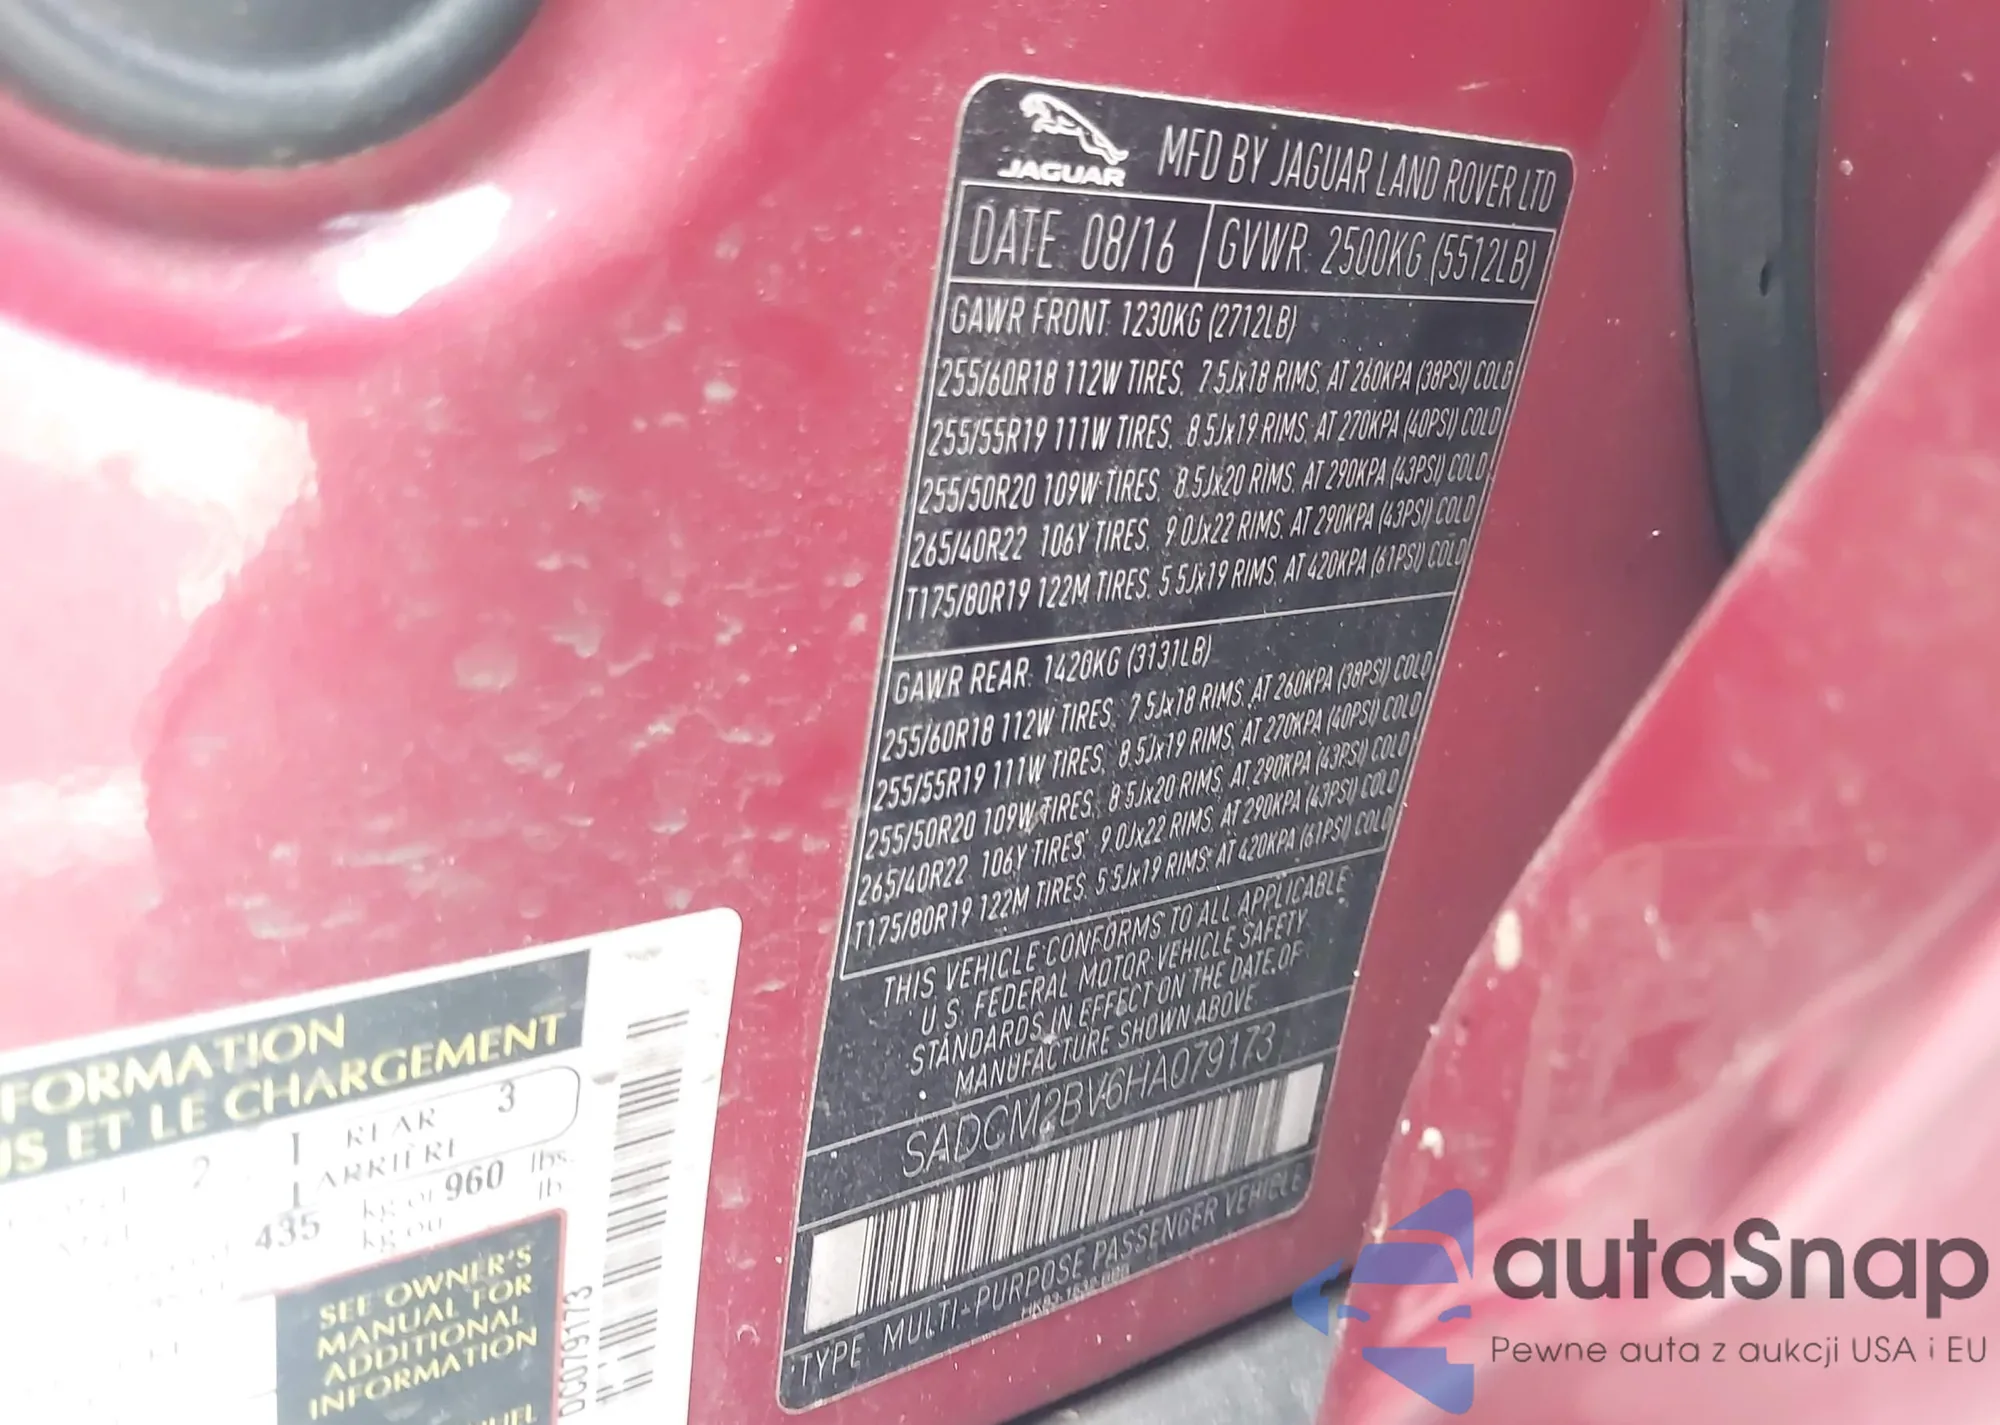 JAGUAR MFD BY JAGUAR LAND ROVER LTD
DATE: 08/16 GVWR: 2500KG (5512LB)
GAWR FRONT: 1230KG (2712LB)
255/60R18 112W TIRES, 7.5Jx18 RIMS, AT 260KPA (38PSI) COLD
255/55R19 111W TIRES, 8.5Jx19 RIMS, AT 270KPA (40PSI) COLD
255/50R20 109W TIRES, 8.5Jx20 RIMS, AT 290KPA (43PSI) COLD
265/40R22 106Y TIRES, 9.0Jx22 RIMS, AT 290KPA (43PSI) COLD
T175/80R19 122M TIRES, 5.5Jx19 RIMS, AT 420KPA (61PSI) COLD
GAWR REAR: 1420KG (3131LB)
255/60R18 112W TIRES, 7.5Jx18 RIMS, AT 260KPA (38PSI) COLD
255/55R19 111W TIRES, 8.5Jx19 RIMS, AT 270KPA (40PSI) COLD
255/50R20 109W TIRES, 8.5Jx20 RIMS, AT 290KPA (43PSI) COLD
265/40R22 106Y TIRES, 9.0Jx22 RIMS, AT 290KPA (43PSI) COLD
T175/80R19 122M TIRES, 5.5Jx19 RIMS, AT 420KPA (61PSI) COLD
THIS VEHICLE CONFORMS TO ALL APPLICABLE
U.S. FEDERAL MOTOR VEHICLE SAFETY
STANDARDS IN EFFECT ON THE DATE OF
MANUFACTURE SHOWN ABOVE
SADCM2BV6HA079173
TYPE: MULTI-PURPOSE PASSENGER VEHICLE
FORMATION
US ET LE CHARGEMENT
2 REAR 3
ARRIÈRE
435 kg or 960 lbs.
kg ou lb.
SEE OWNER'S
MANUAL FOR
ADDITIONAL
INFORMATION
DC079173
autaSnap
Pewne auta z aukcji USA i EU